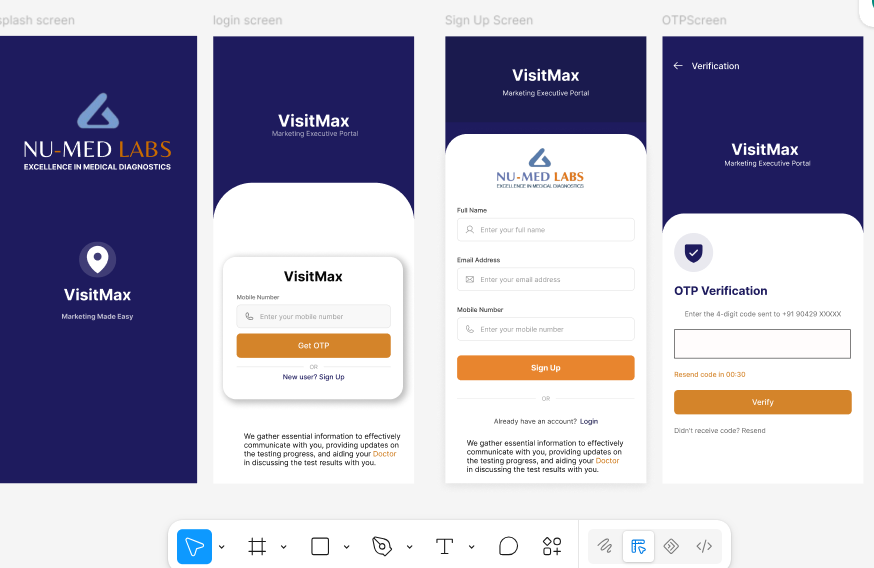 splash screen
NU-MED LABS
EXCELLENCE IN MEDICAL DIAGNOSTICS
VisitMax
Marketing Made Easy
login screen
VisitMax
Marketing Executive Portal
VisitMax
Mobile Number
Enter your mobile number
Get OTP
OR
New user? Sign Up
We gather essential information to effectively
communicate with you, providing updates on
the testing progress, and aiding your Doctor
in discussing the test results with you.
Sign Up Screen
VisitMax
Marketing Executive Portal
NU-MED LABS
EXCELLENCE IN MEDICAL DIAGNOSTICS
Full Name
Enter your full name
Email Address
Enter your email address
Mobile Number
Enter your mobile number
Sign Up
OR
Already have an account? Login
We gather essential information to effectively
communicate with you, providing updates on
the testing progress, and aiding your Doctor
in discussing the test results with you.
OTPScreen
Verification
VisitMax
Marketing Executive Portal
OTP Verification
Enter the 4-digit code sent to +91 90429 XXXXX
Resend code in 00:30
Verify
Didn't receive code? Resend